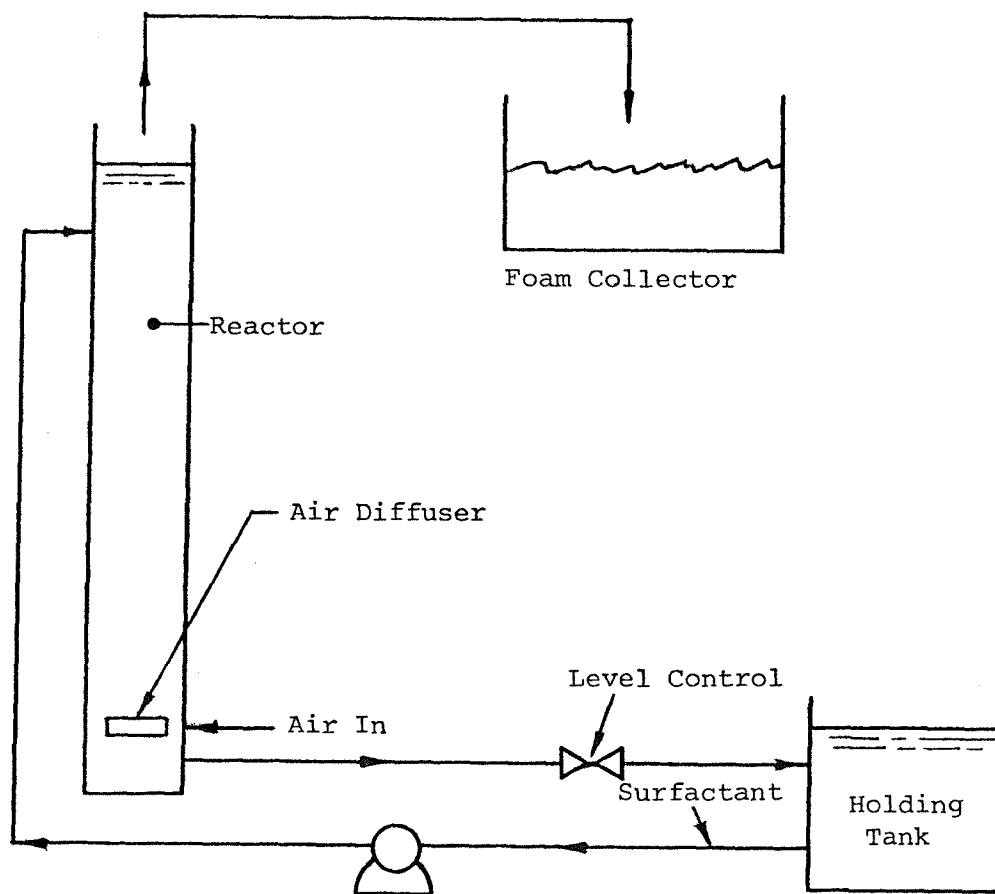 Foam Collector
Reactor
Air Diffuser
Level Control
Air In
Surfactant
Holding
Tank